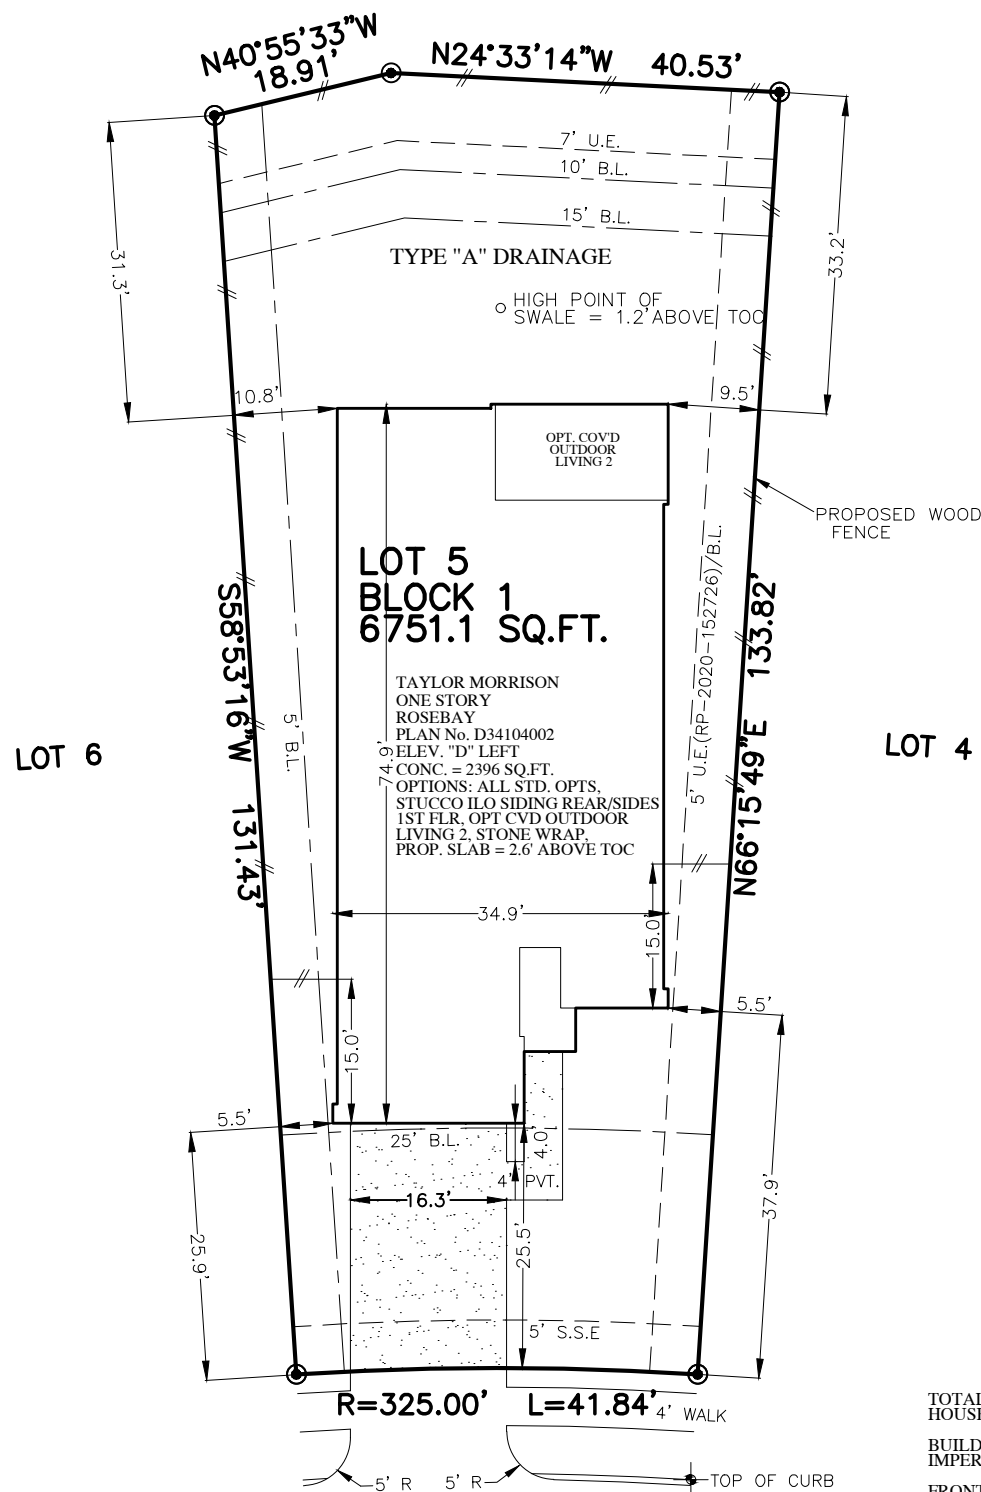 N40°55'33"W
18.91'
N24°33'14"W 40.53'
7' U.E.
10' B.L.
15' B.L.
TYPE "A" DRAINAGE
HIGH POINT OF
SWALE = 1.2' ABOVE TOC
31.3'
33.2'
10.8'
9.5'
OPT. COV'D
OUTDOOR
LIVING 2
PROPOSED WOOD
FENCE
LOT 5
BLOCK 1
6751.1 SQ.FT.
S58°53'16"W 131.43'
5' B.L.
5' U.E.(RP-2020-152726)/B.L.
N66°15'49"E 133.82'
LOT 6
LOT 4
TAYLOR MORRISON
ONE STORY
ROSEBAY
PLAN No. D34104002
ELEV. "D" LEFT
CONC. = 2396 SQ.FT.
OPTIONS: ALL STD. OPTS,
STUCCO ILO SIDING REAR/SIDES
1ST FLR, OPT CVD OUTDOOR
LIVING 2, STONE WRAP,
PROP. SLAB = 2.6' ABOVE TOC
74.9'
34.9'
15.0'
15.0'
5.5'
5.5'
25' B.L.
4.0'
4' PVT.
16.3'
25.5'
25.9'
37.9'
5' S.S.E
R=325.00' L=41.84'
4' WALK
5' R
5' R
TOP OF CURB
TOTAL
HOUS
BUILD
IMPER
FRONT